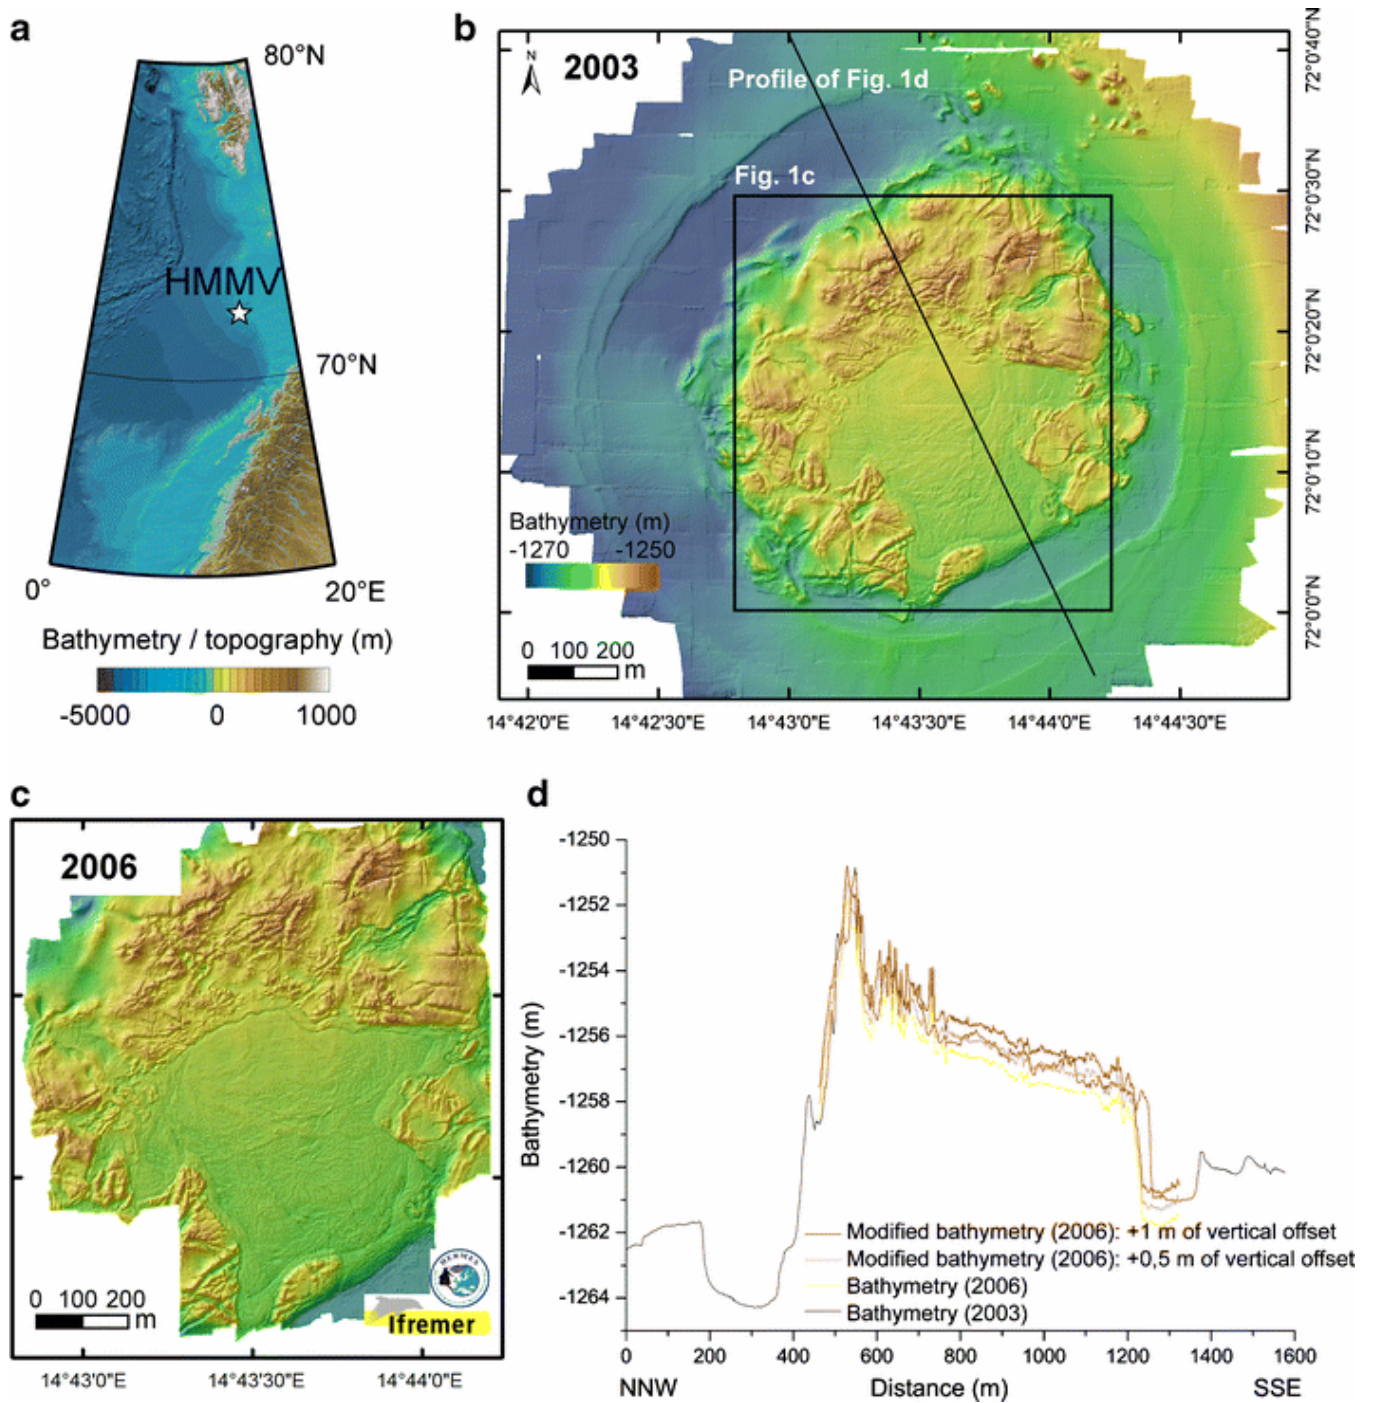 a
80°N
HMMV
70°N
0°
20°E
Bathymetry / topography (m)
-5000 0 1000
b
N
2003
Profile of Fig. 1d
Fig. 1c
Bathymetry (m)
-1270 -1250
0 100 200
m
72°0'40"N
72°0'30"N
72°0'20"N
72°0'10"N
72°0'0"N
14°42'0"E 14°42'30"E 14°43'0"E 14°43'30"E 14°44'0"E 14°44'30"E
c
2006
0 100 200
m
HERMES
Ifremer
14°43'0"E 14°43'30"E 14°44'0"E
d
-1250
-1252
-1254
-1256
-1258
-1260
-1262
-1264
Bathymetry (m)
Modified bathymetry (2006): +1 m of vertical offset
Modified bathymetry (2006): +0,5 m of vertical offset
Bathymetry (2006)
Bathymetry (2003)
0 200 400 600 800 1000 1200 1400 1600
NNW Distance (m) SSE